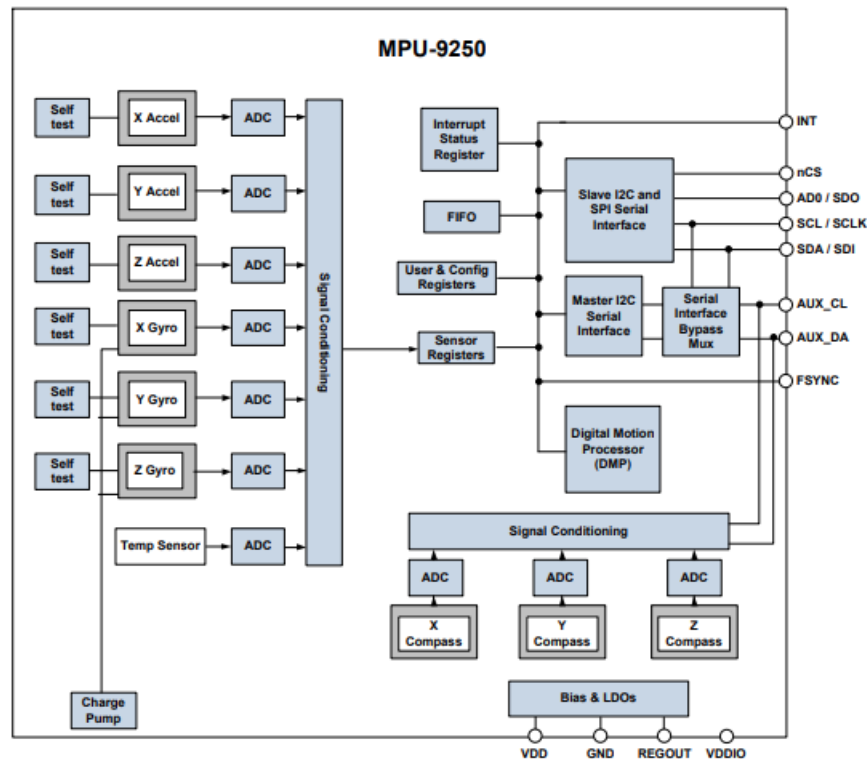 MPU-9250
Self
test
X Accel
ADC
Self
test
Y Accel
ADC
Self
test
Z Accel
ADC
Self
test
X Gyro
ADC
Self
test
Y Gyro
ADC
Self
test
Z Gyro
ADC
Temp Sensor
ADC
Charge
Pump
Signal Conditioning
Interrupt
Status
Register
FIFO
User & Config
Registers
Sensor
Registers
Slave I2C and
SPI Serial
Interface
Master I2C
Serial
Interface
Serial
Interface
Bypass
Mux
Digital Motion
Processor
(DMP)
INT
nCS
AD0 / SDO
SCL / SCLK
SDA / SDI
AUX_CL
AUX_DA
FSYNC
Signal Conditioning
ADC
ADC
ADC
X
Compass
Y
Compass
Z
Compass
Bias & LDOs
VDD
GND
REGOUT
VDDIO